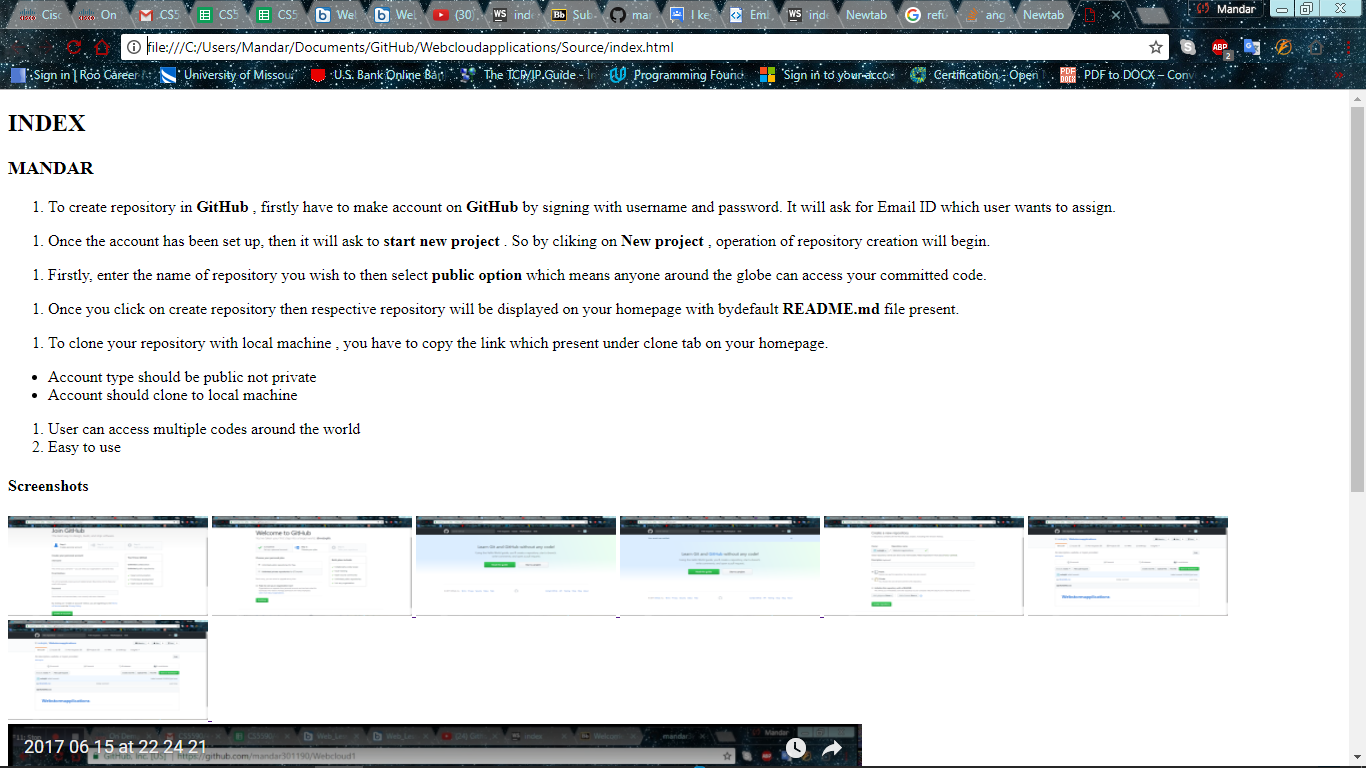 Cisc
On
CS5
CS5
CS5
We
We
(30)
ind
Sub
mar
I ke
Eml
ind
Newtab
refu
ang
Newtab
Mandar
file:///C:/Users/Mandar/Documents/GitHub/Webcloudapplications/Source/index.html
Sign in | Roo Career
University of Missou
U.S. Bank Online Ban
The TCP/IP Guide - In
Programming Found
Sign in to your acco
Certification - Open
PDF to DOCX – Con
INDEX
MANDAR
1. To create repository in GitHub , firstly have to make account on GitHub by signing with username and password. It will ask for Email ID which user wants to assign.
1. Once the account has been set up, then it will ask to start new project . So by cliking on New project , operation of repository creation will begin.
1. Firstly, enter the name of repository you wish to then select public option which means anyone around the globe can access your committed code.
1. Once you click on create repository then respective repository will be displayed on your homepage with bydefault README.md file present.
1. To clone your repository with local machine , you have to copy the link which present under clone tab on your homepage.
• Account type should be public not private
• Account should clone to local machine
1. User can access multiple codes around the world
2. Easy to use
Screenshots
Join GitHub
Welcome to GitHub
Learn Git and GitHub without any code!
Learn Git and GitHub without any code!
Create a new repository
Webstormapplications
Webstormapplications
2017 06 15 at 22 24 21
GitHub, Inc. [US] https://github.com/mandar301190/Webcloud1